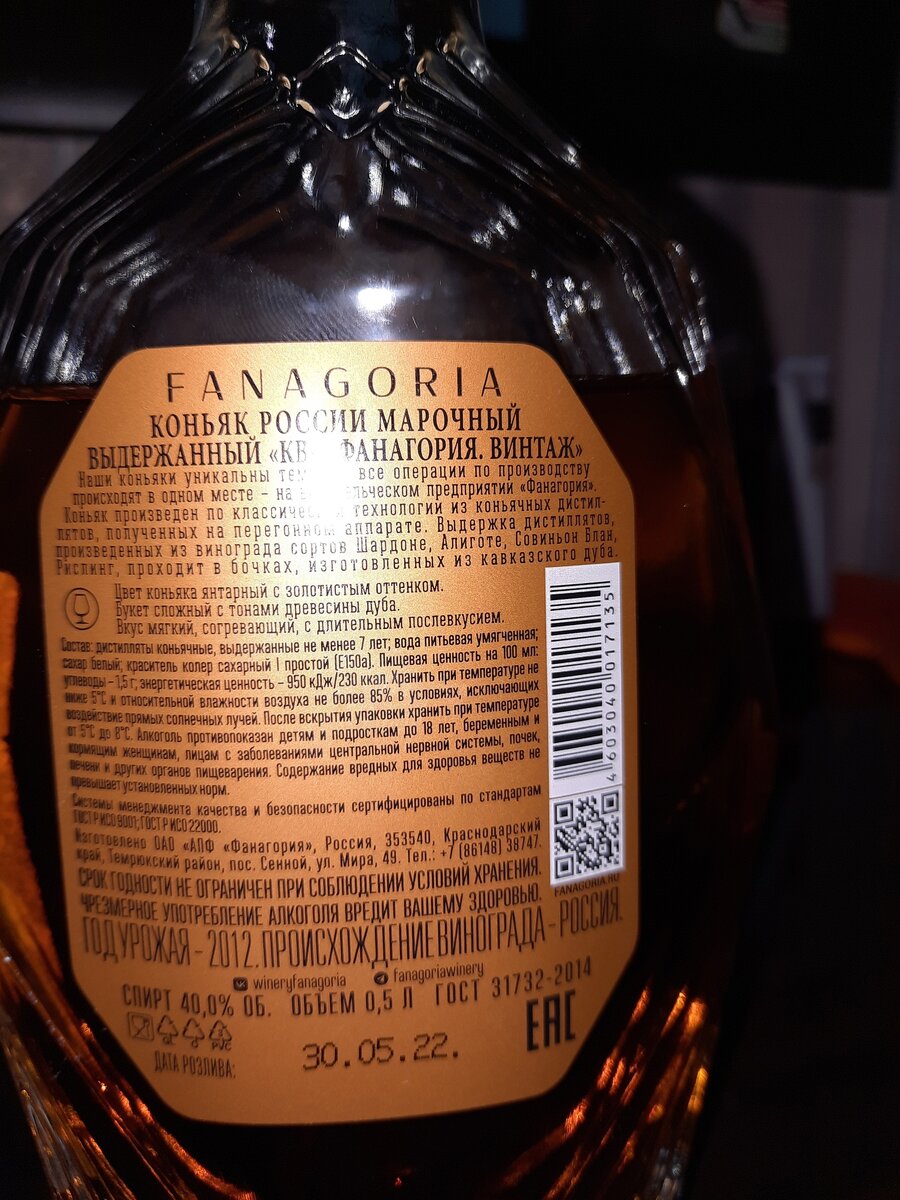 FANAGORIA
КОНЬЯК РОССИИ МАРОЧНЫЙ
ВЫДЕРЖАННЫЙ «КВ ФАНАГОРИЯ. ВИНТАЖ»
Наши коньяки уникальны все операции по производству
происходят в одном месте – на предприятии «Фанагория».
Коньяк произведен по технологии из коньячных дистил-
лятов, полученных на перегонном аппарате. Выдержка дистиллятов,
произведенных из винограда сортов Шардоне, Алиготе, Совиньон Блан,
Рислинг, проходит в бочках, изготовленных из кавказского дуба.
Цвет коньяка янтарный с золотистым оттенком.
Букет сложный с тонами древесины дуба.
Вкус мягкий, согревающий, с длительным послевкусием.
Состав: дистилляты коньячные, выдержанные не менее 7 лет; вода питьевая умягченная;
сахар белый; краситель колер сахарный I простой (Е150а). Пищевая ценность на 100 мл:
углеводы – 1,5 г; энергетическая ценность – 950 кДж/230 ккал. Хранить при температуре не
ниже 5°С и относительной влажности воздуха не более 85% в условиях, исключающих
воздействие прямых солнечных лучей. После вскрытия упаковки хранить при температуре
от 5°С до 8°С. Алкоголь противопоказан детям и подросткам до 18 лет, беременным и
кормящим женщинам, лицам с заболеваниями центральной нервной системы, почек,
печени и других органов пищеварения. Содержание вредных для здоровья веществ не
превышает установленных норм.
Системы менеджмента качества и безопасности сертифицированы по стандартам
ГОСТ Р ИСО 9001; ГОСТ Р ИСО 22000.
Изготовлено ОАО «АПФ «Фанагория», Россия, 353540, Краснодарский
край, Темрюкский район, пос. Сенной, ул. Мира, 49. Тел.: +7 (86148) 38747.
СРОК ГОДНОСТИ НЕ ОГРАНИЧЕН ПРИ СОБЛЮДЕНИИ УСЛОВИЙ ХРАНЕНИЯ.
ЧРЕЗМЕРНОЕ УПОТРЕБЛЕНИЕ АЛКОГОЛЯ ВРЕДИТ ВАШЕМУ ЗДОРОВЬЮ.
ГОД УРОЖАЯ – 2012. ПРОИСХОЖДЕНИЕ ВИНОГРАДА – РОССИЯ.
4 603040 017135
FANAGORIA.RU
wineryfanagoria fanagoriawinery
СПИРТ 40,0% ОБ. ОБЪЕМ 0,5 Л ГОСТ 31732-2014
PVC
EAC
ДАТА РОЗЛИВА: 30.05.22.